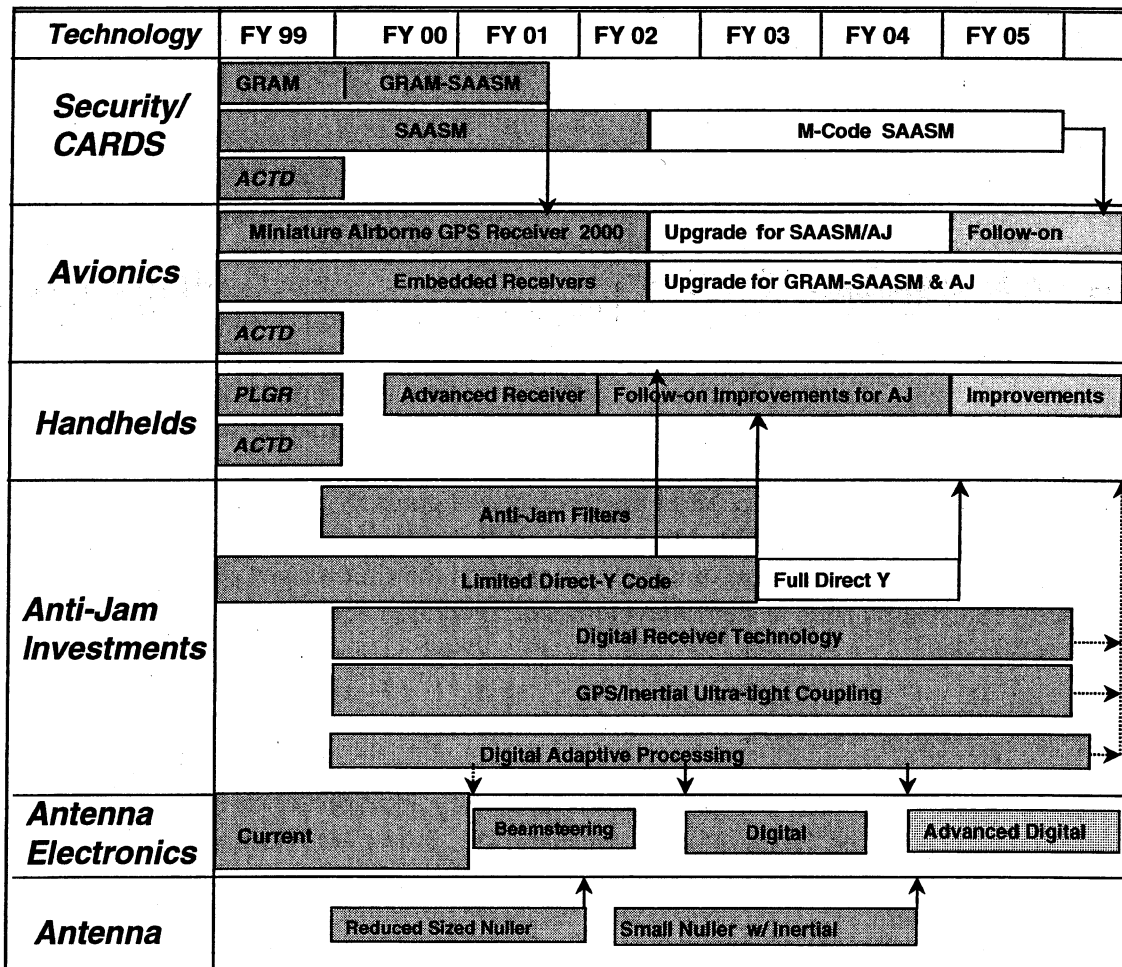 Technology FY 99 FY 00 FY 01 FY 02 FY 03 FY 04 FY 05
Security/
CARDS
GRAM GRAM-SAASM
SAASM M-Code SAASM
ACTD
Avionics
Miniature Airborne GPS Receiver 2000 Upgrade for SAASM/AJ Follow-on
Embedded Receivers Upgrade for GRAM-SAASM & AJ
ACTD
Handhelds
PLGR Advanced Receiver Follow-on Improvements for AJ Improvements
ACTD
Anti-Jam
Investments
Anti-Jam Filters
Limited Direct-Y Code Full Direct Y
Digital Receiver Technology
GPS/Inertial Ultra-tight Coupling
Digital Adaptive Processing
Antenna
Electronics
Current Beamsteering Digital Advanced Digital
Antenna
Reduced Sized Nuller Small Nuller w/ Inertial